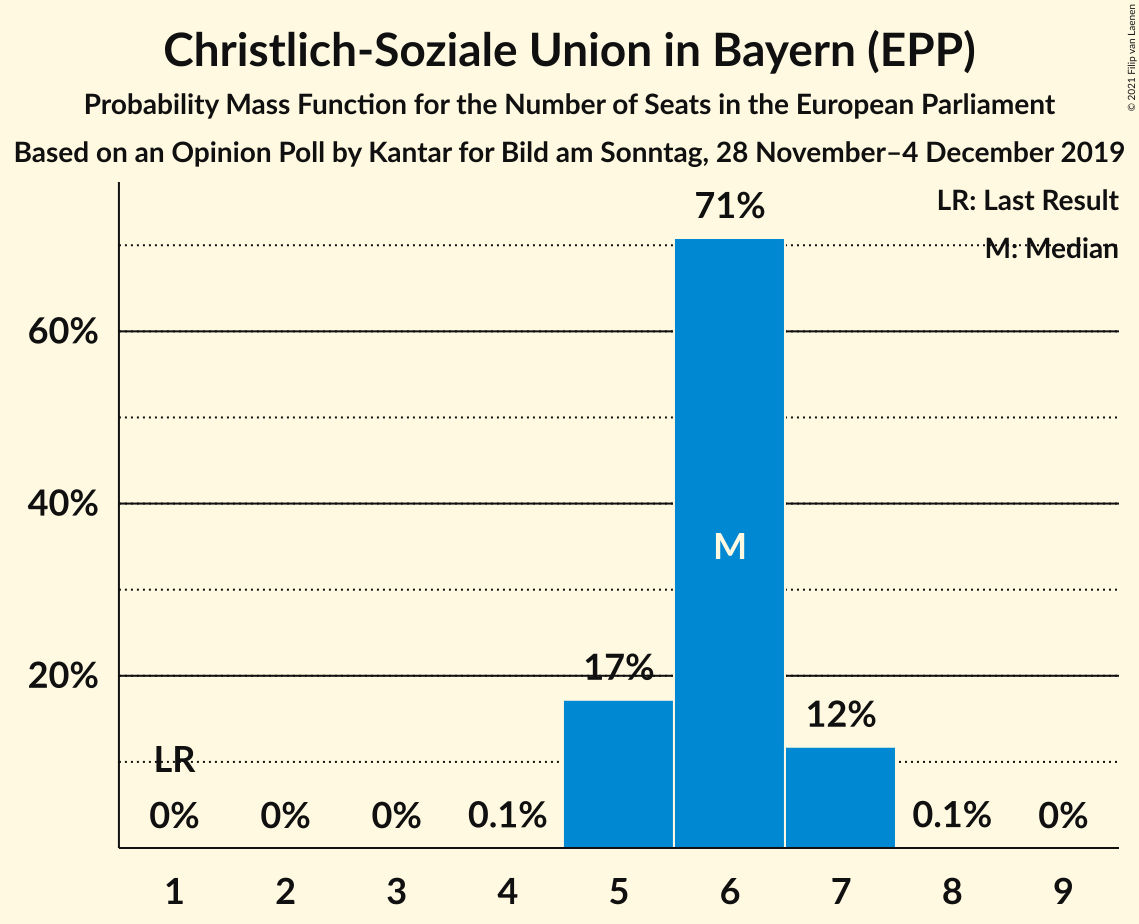 Christlich-Soziale Union in Bayern (EPP)
Probability Mass Function for the Number of Seats in the European Parliament
Based on an Opinion Poll by Kantar for Bild am Sonntag, 28 November–4 December 2019
© 2021 Filip van Laenen
LR: Last Result
M: Median
71%
60%
40%
M
20%
17%
12%
LR
0% 0% 0% 0.1% 0.1% 0%
1 2 3 4 5 6 7 8 9